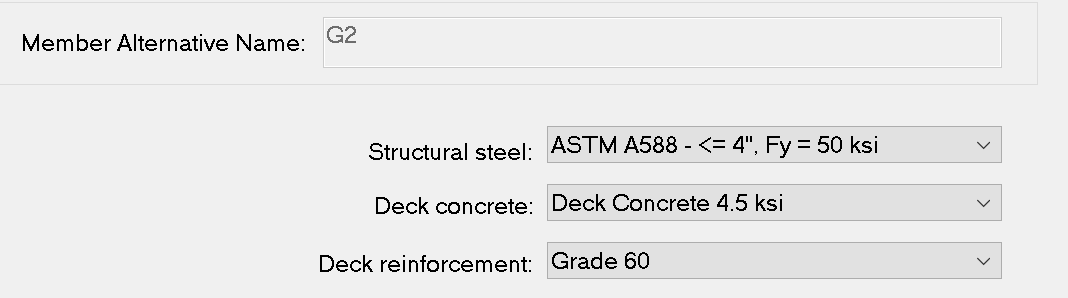 Member Alternative Name: G2
Structural steel: ASTM A588 - <= 4", Fy = 50 ksi
Deck concrete: Deck Concrete 4.5 ksi
Deck reinforcement: Grade 60